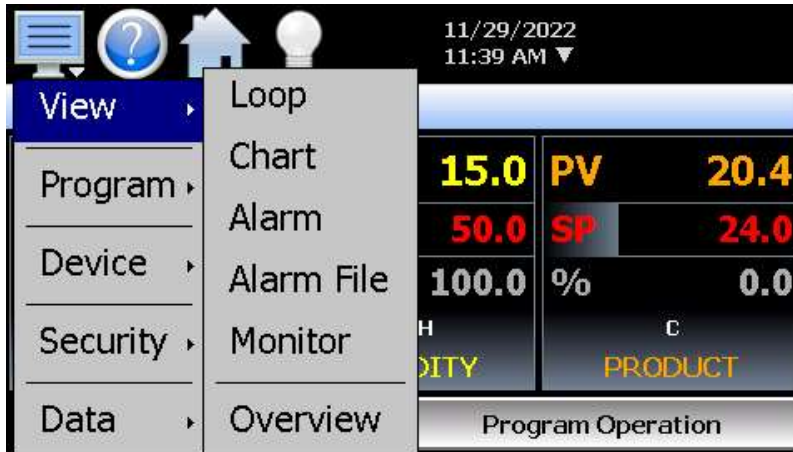 ?
11/29/2022
11:39 AM ▼
View
Program
Device
Security
Data
Loop
Chart
Alarm
Alarm File
Monitor
Overview
15.0
50.0
100.0
H
DITY
PV 20.4
SP 24.0
% 0.0
C
PRODUCT
Program Operation